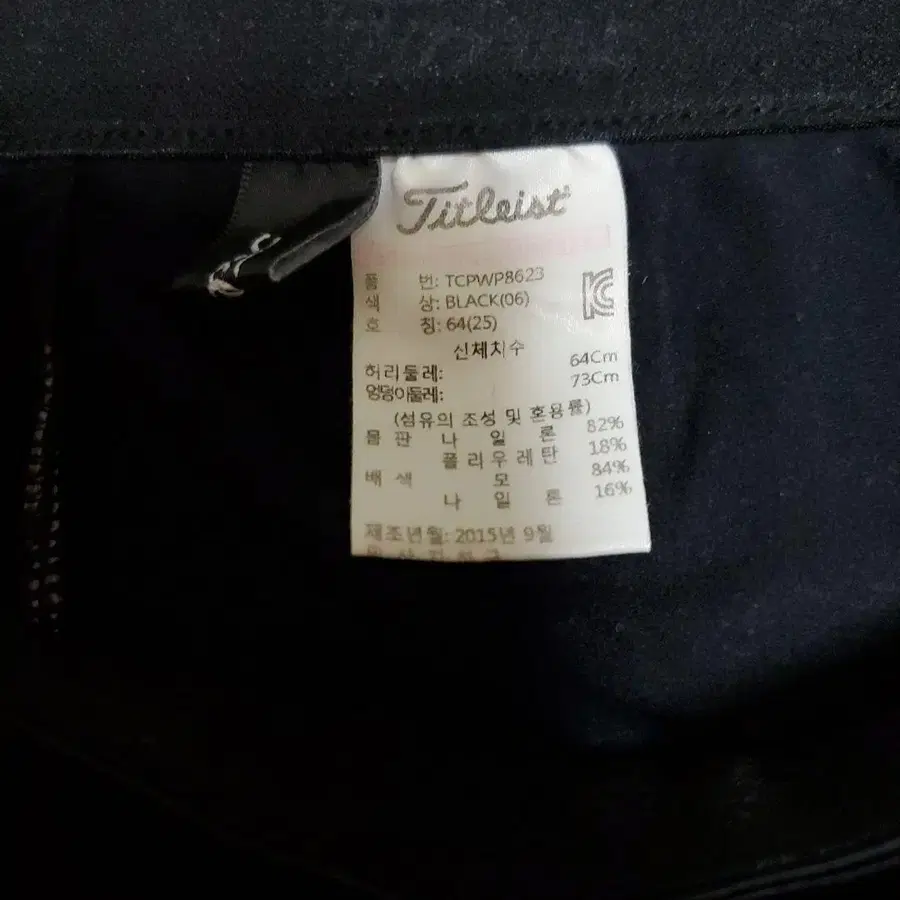 Titleist
품 번: TCPWP8623
색 상: BLACK(06)
호 칭: 64(25)
신체치수
허리둘레: 64Cm
엉덩이둘레: 73Cm
(섬유의 조성 및 혼용률)
몸 판 나 일 론 82%
폴리우레탄 18%
배 색 모 84%
나 일 론 16%
제조년월: 2015년 9월